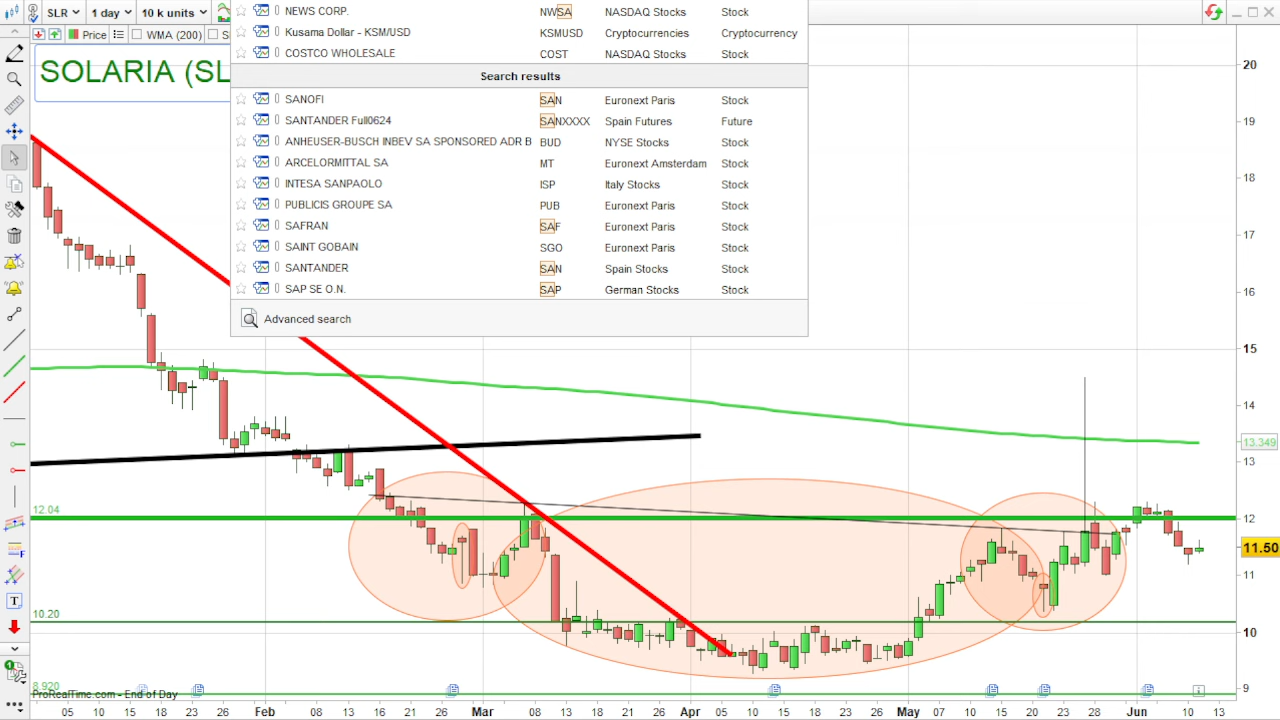 SLR 1 day 10 k units
Price WMA (200)
SOLARIA (SL
NEWS CORP. NWSA NASDAQ Stocks Stock
Kusama Dollar - KSM/USD KSMUSD Cryptocurrencies Cryptocurrency
COSTCO WHOLESALE COST NASDAQ Stocks Stock
Search results
SANOFI SAN Euronext Paris Stock
SANTANDER Full0624 SANXXXX Spain Futures Future
ANHEUSER-BUSCH INBEV SA SPONSORED ADR B BUD NYSE Stocks Stock
ARCELORMITTAL SA MT Euronext Amsterdam Stock
INTESA SANPAOLO ISP Italy Stocks Stock
PUBLICIS GROUPE SA PUB Euronext Paris Stock
SAFRAN SAF Euronext Paris Stock
SAINT GOBAIN SGO Euronext Paris Stock
SANTANDER SAN Spain Stocks Stock
SAP SE O.N. SAP German Stocks Stock
Advanced search
20
19
18
17
16
15
14
13.349
13
12.04
12
11.50
11
10.20
10
8.920
9
ProRealTime.com - End of Day
05 10 15 18 23 26 Feb 08 13 16 21 26 Mar 08 13 18 21 26 Apr 05 10 15 18 23 26 May 07 10 15 20 23 28 Jun 10 13